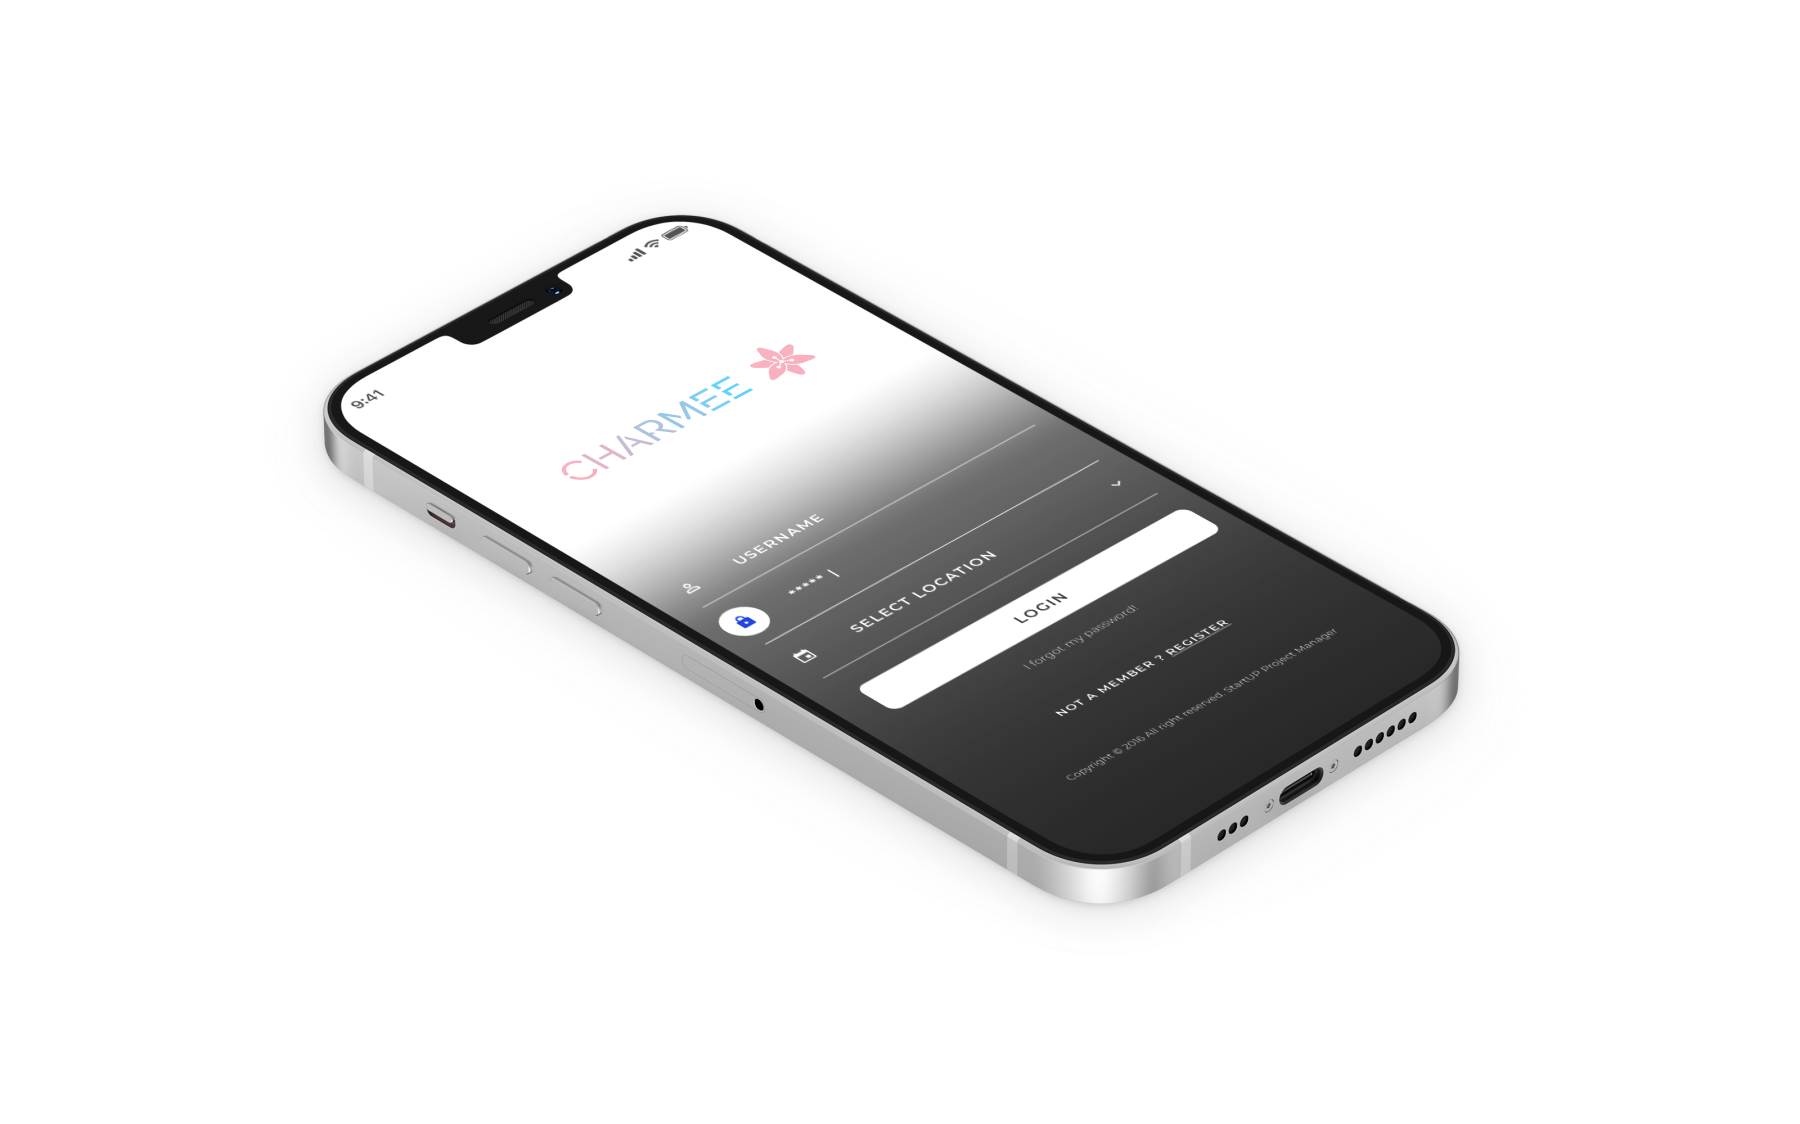 9:41
CHARMEE
USERNAME
***** |
SELECT LOCATION
LOGIN
I forgot my password!
NOT A MEMBER ? REGISTER
Copyright © 2016 All right reserved. StartUP Project Manager